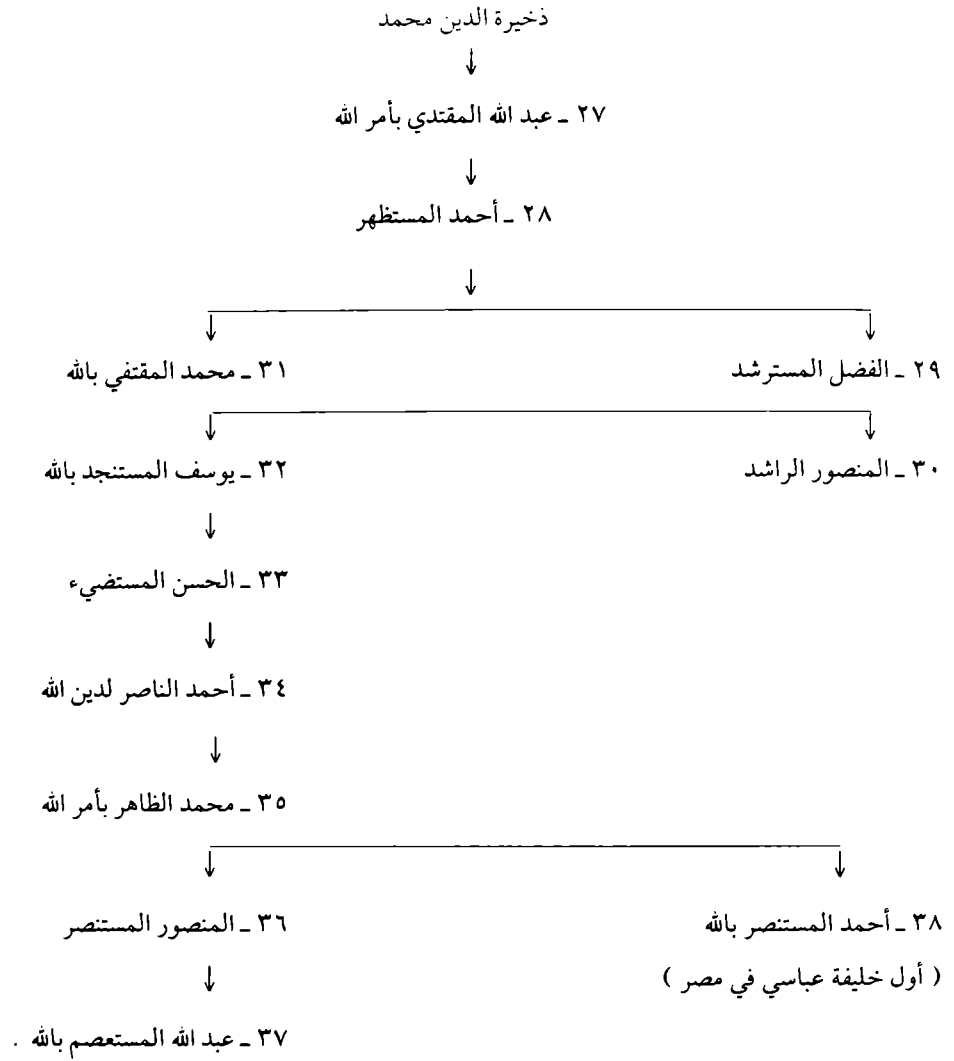 ذخيرة الدين محمد
٢٧ ـ عبد الله المقتدي بأمر الله
٢٨ ـ أحمد المستظهر
٢٩ ـ الفضل المسترشد
٣١ ـ محمد المقتفي بالله
٣٠ ـ المنصور الراشد
٣٢ ـ يوسف المستنجد بالله
٣٣ ـ الحسن المستضيء
٣٤ ـ أحمد الناصر لدين الله
٣٥ ـ محمد الظاهر بأمر الله
٣٨ ـ أحمد المستنصر بالله
٣٦ ـ المنصور المستنصر
( أول خليفة عباسي في مصر )
٣٧ ـ عبد الله المستعصم بالله .